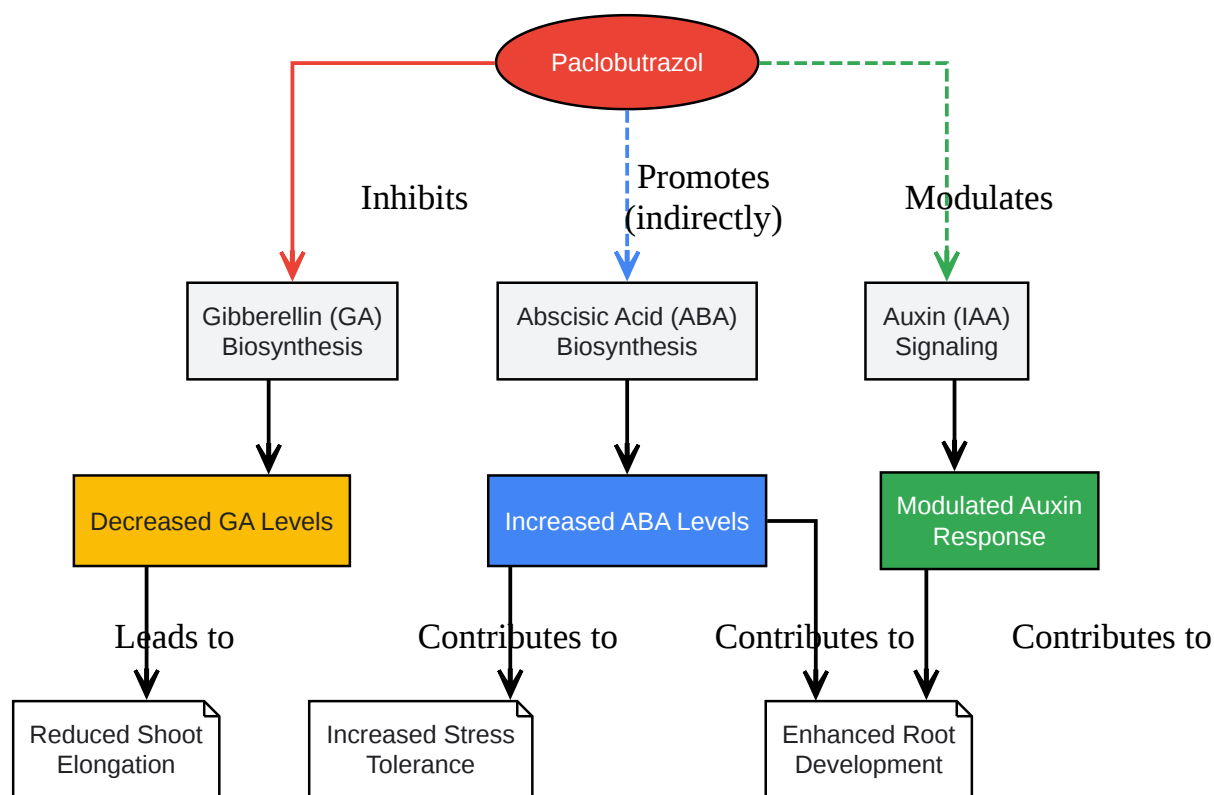 Paclobutrazol
Inhibits
Promotes
(indirectly)
Modulates
Gibberellin (GA)
Biosynthesis
Abscisic Acid (ABA)
Biosynthesis
Auxin (IAA)
Signaling
Decreased GA Levels
Increased ABA Levels
Modulated Auxin
Response
Leads to
Contributes to
Contributes to
Contributes to
Reduced Shoot
Elongation
Increased Stress
Tolerance
Enhanced Root
Development